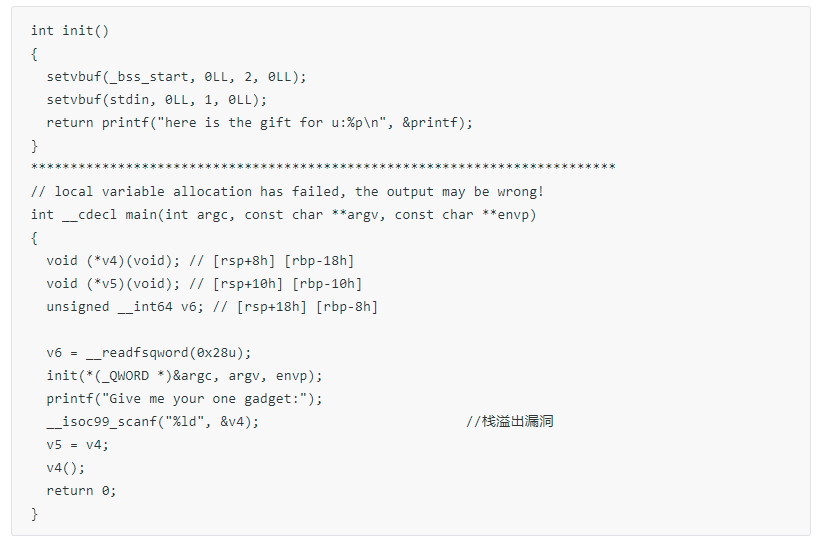 int init()
{
  setvbuf(_bss_start, 0LL, 2, 0LL);
  setvbuf(stdin, 0LL, 1, 0LL);
  return printf("here is the gift for u:%p\n", &printf);
}
**************************************************************************
// local variable allocation has failed, the output may be wrong!
int __cdecl main(int argc, const char **argv, const char **envp)
{
  void (*v4)(void); // [rsp+8h] [rbp-18h]
  void (*v5)(void); // [rsp+10h] [rbp-10h]
  unsigned __int64 v6; // [rsp+18h] [rbp-8h]

  v6 = __readfsqword(0x28u);
  init(*(_QWORD *)&argc, argv, envp);
  printf("Give me your one gadget:");
  __isoc99_scanf("%ld", &v4);                          //栈溢出漏洞
  v5 = v4;
  v4();
  return 0;
}